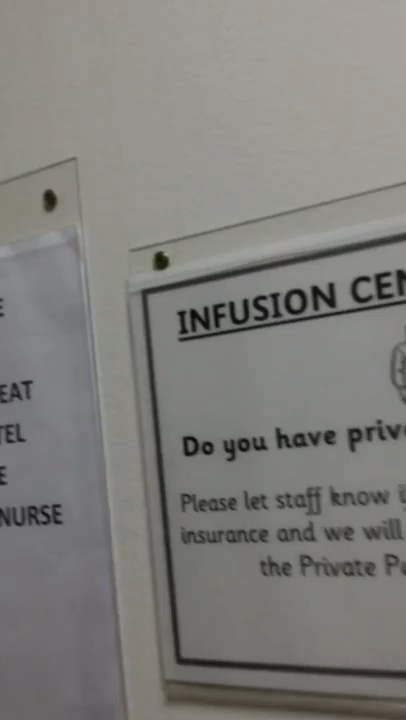 E
EAT
TEL
E
NURSE
INFUSION CEN
Do you have priv
Please let staff know i
insurance and we will
the Private P